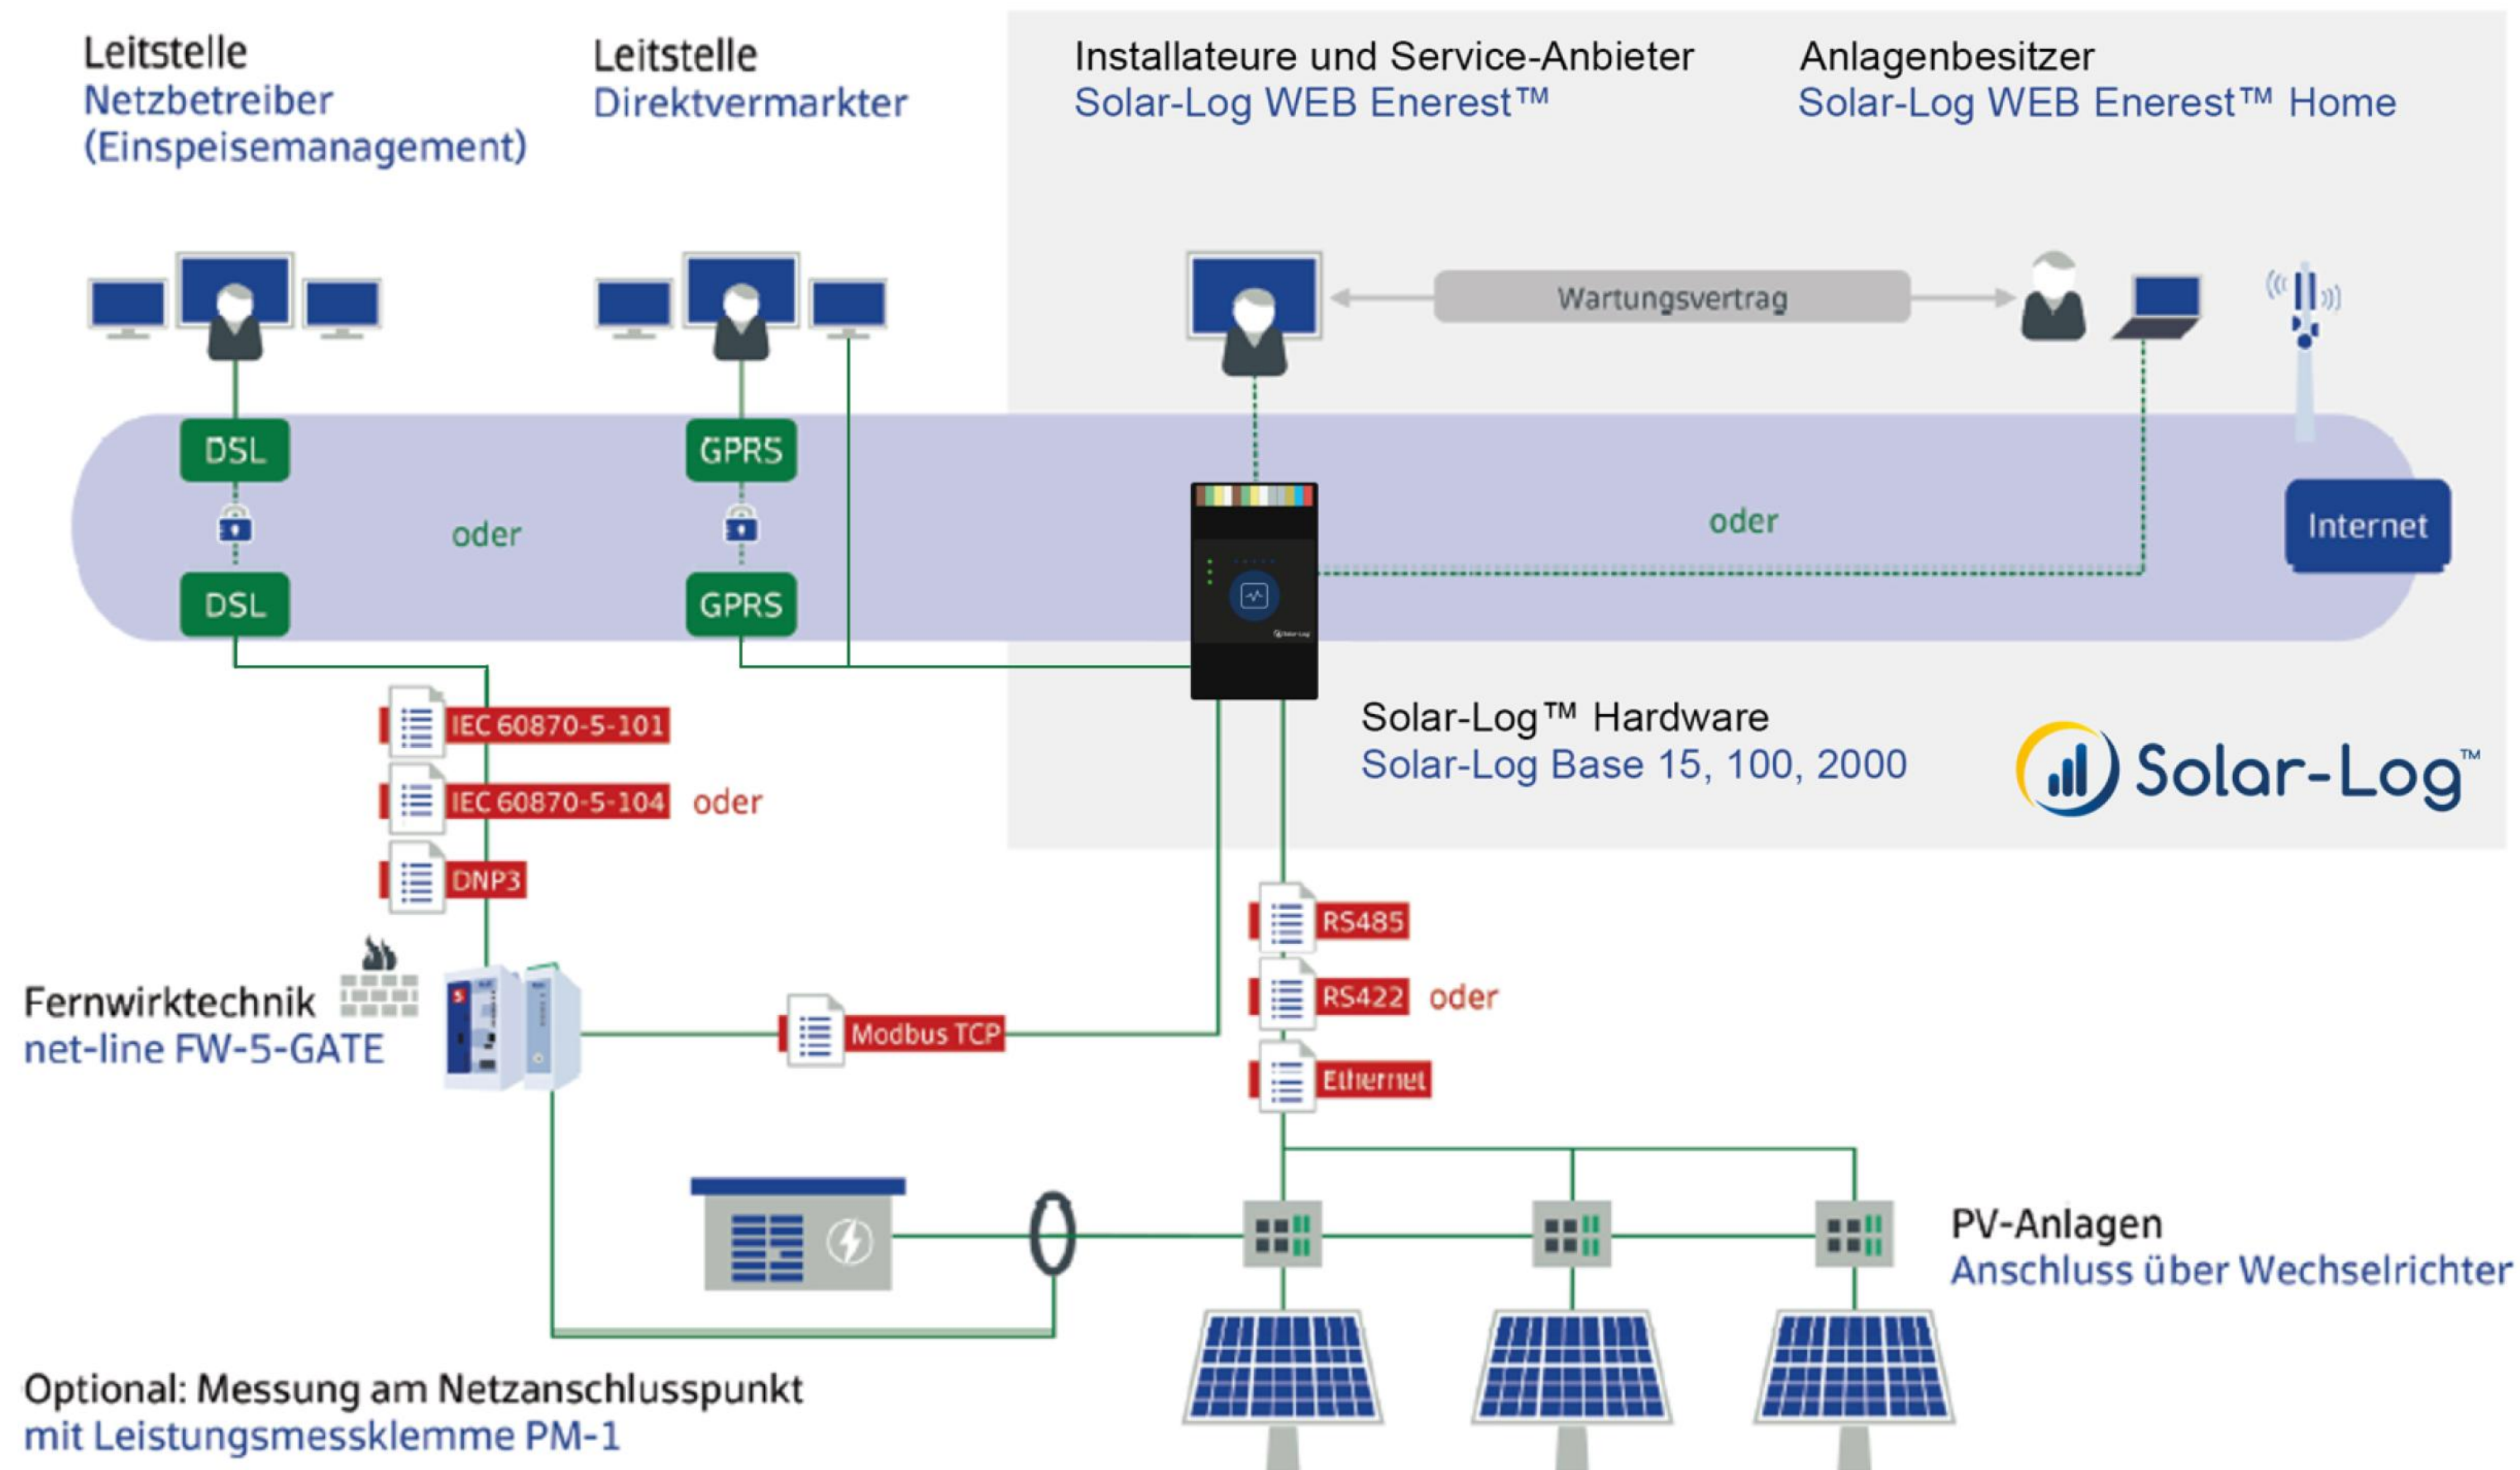 Leitstelle
Netzbetreiber
(Einspeisemanagement)
Leitstelle
Direktvermarkter
Installateure und Service-Anbieter
Solar-Log WEB Enerest™
Anlagenbesitzer
Solar-Log WEB Enerest™ Home
Wartungsvertrag
DSL
GPRS
oder
oder
Internet
DSL
GPRS
Solar-Log
Solar-Log™ Hardware
Solar-Log Base 15, 100, 2000
Solar-Log™
IEC 60870-5-101
IEC 60870-5-104
oder
DNP3
RS485
RS422
oder
Ethernet
Fernwirktechnik
net-line FW-5-GATE
5
Modbus TCP
PV-Anlagen
Anschluss über Wechselrichter
Optional: Messung am Netzanschlusspunkt
mit Leistungsmessklemme PM-1